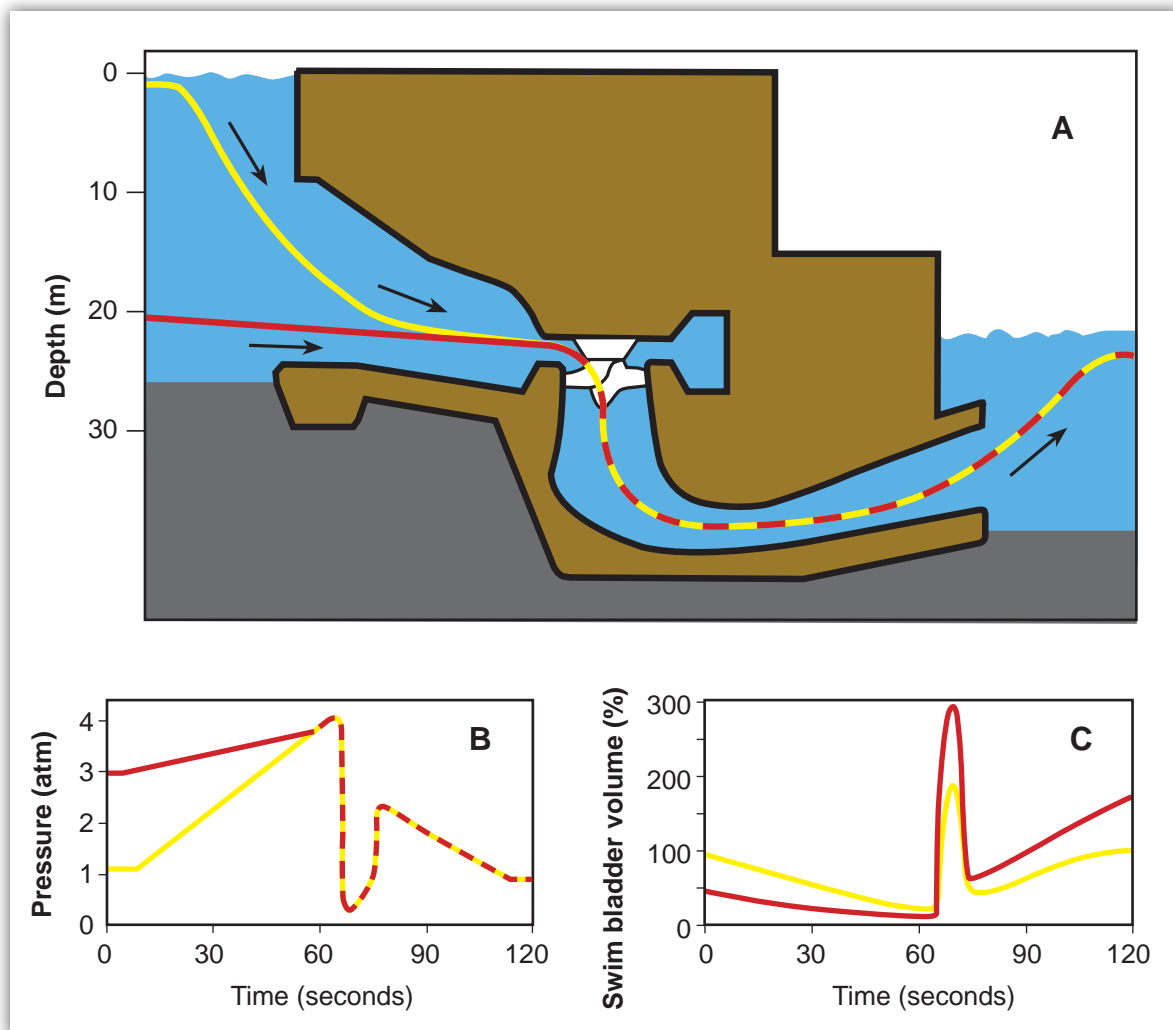 A
0
10
20
30
Depth (m)
B
4
3
2
1
0
Pressure (atm)
0 30 60 90 120
Time (seconds)
C
300
200
100
0
Swim bladder volume (%)
0 30 60 90 120
Time (seconds)